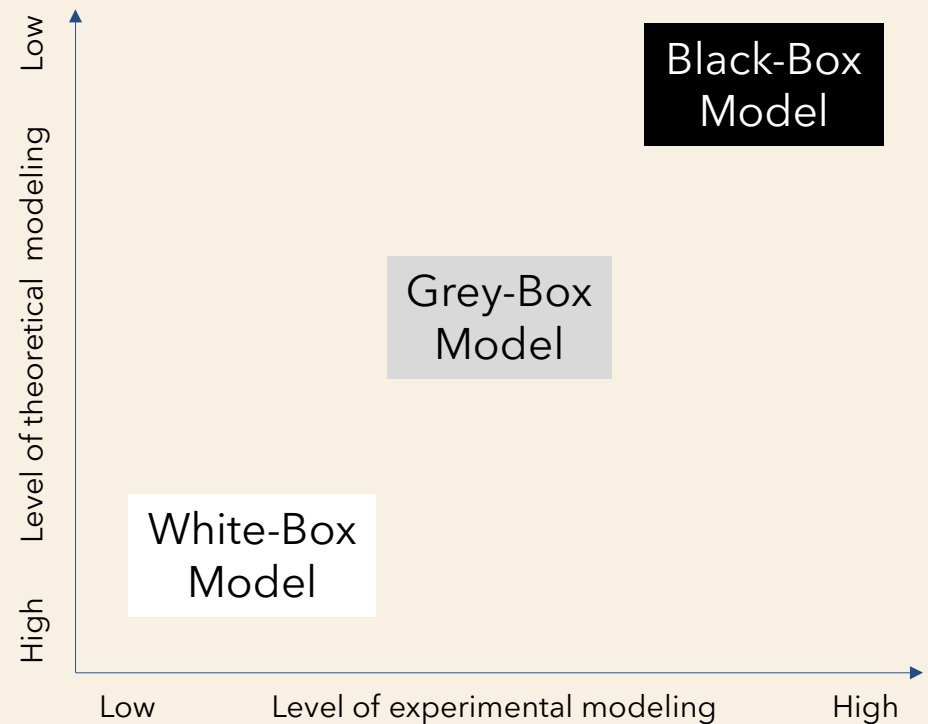 Low
Level of theoretical modeling
High
Black-Box
Model
Grey-Box
Model
White-Box
Model
Low
Level of experimental modeling
High